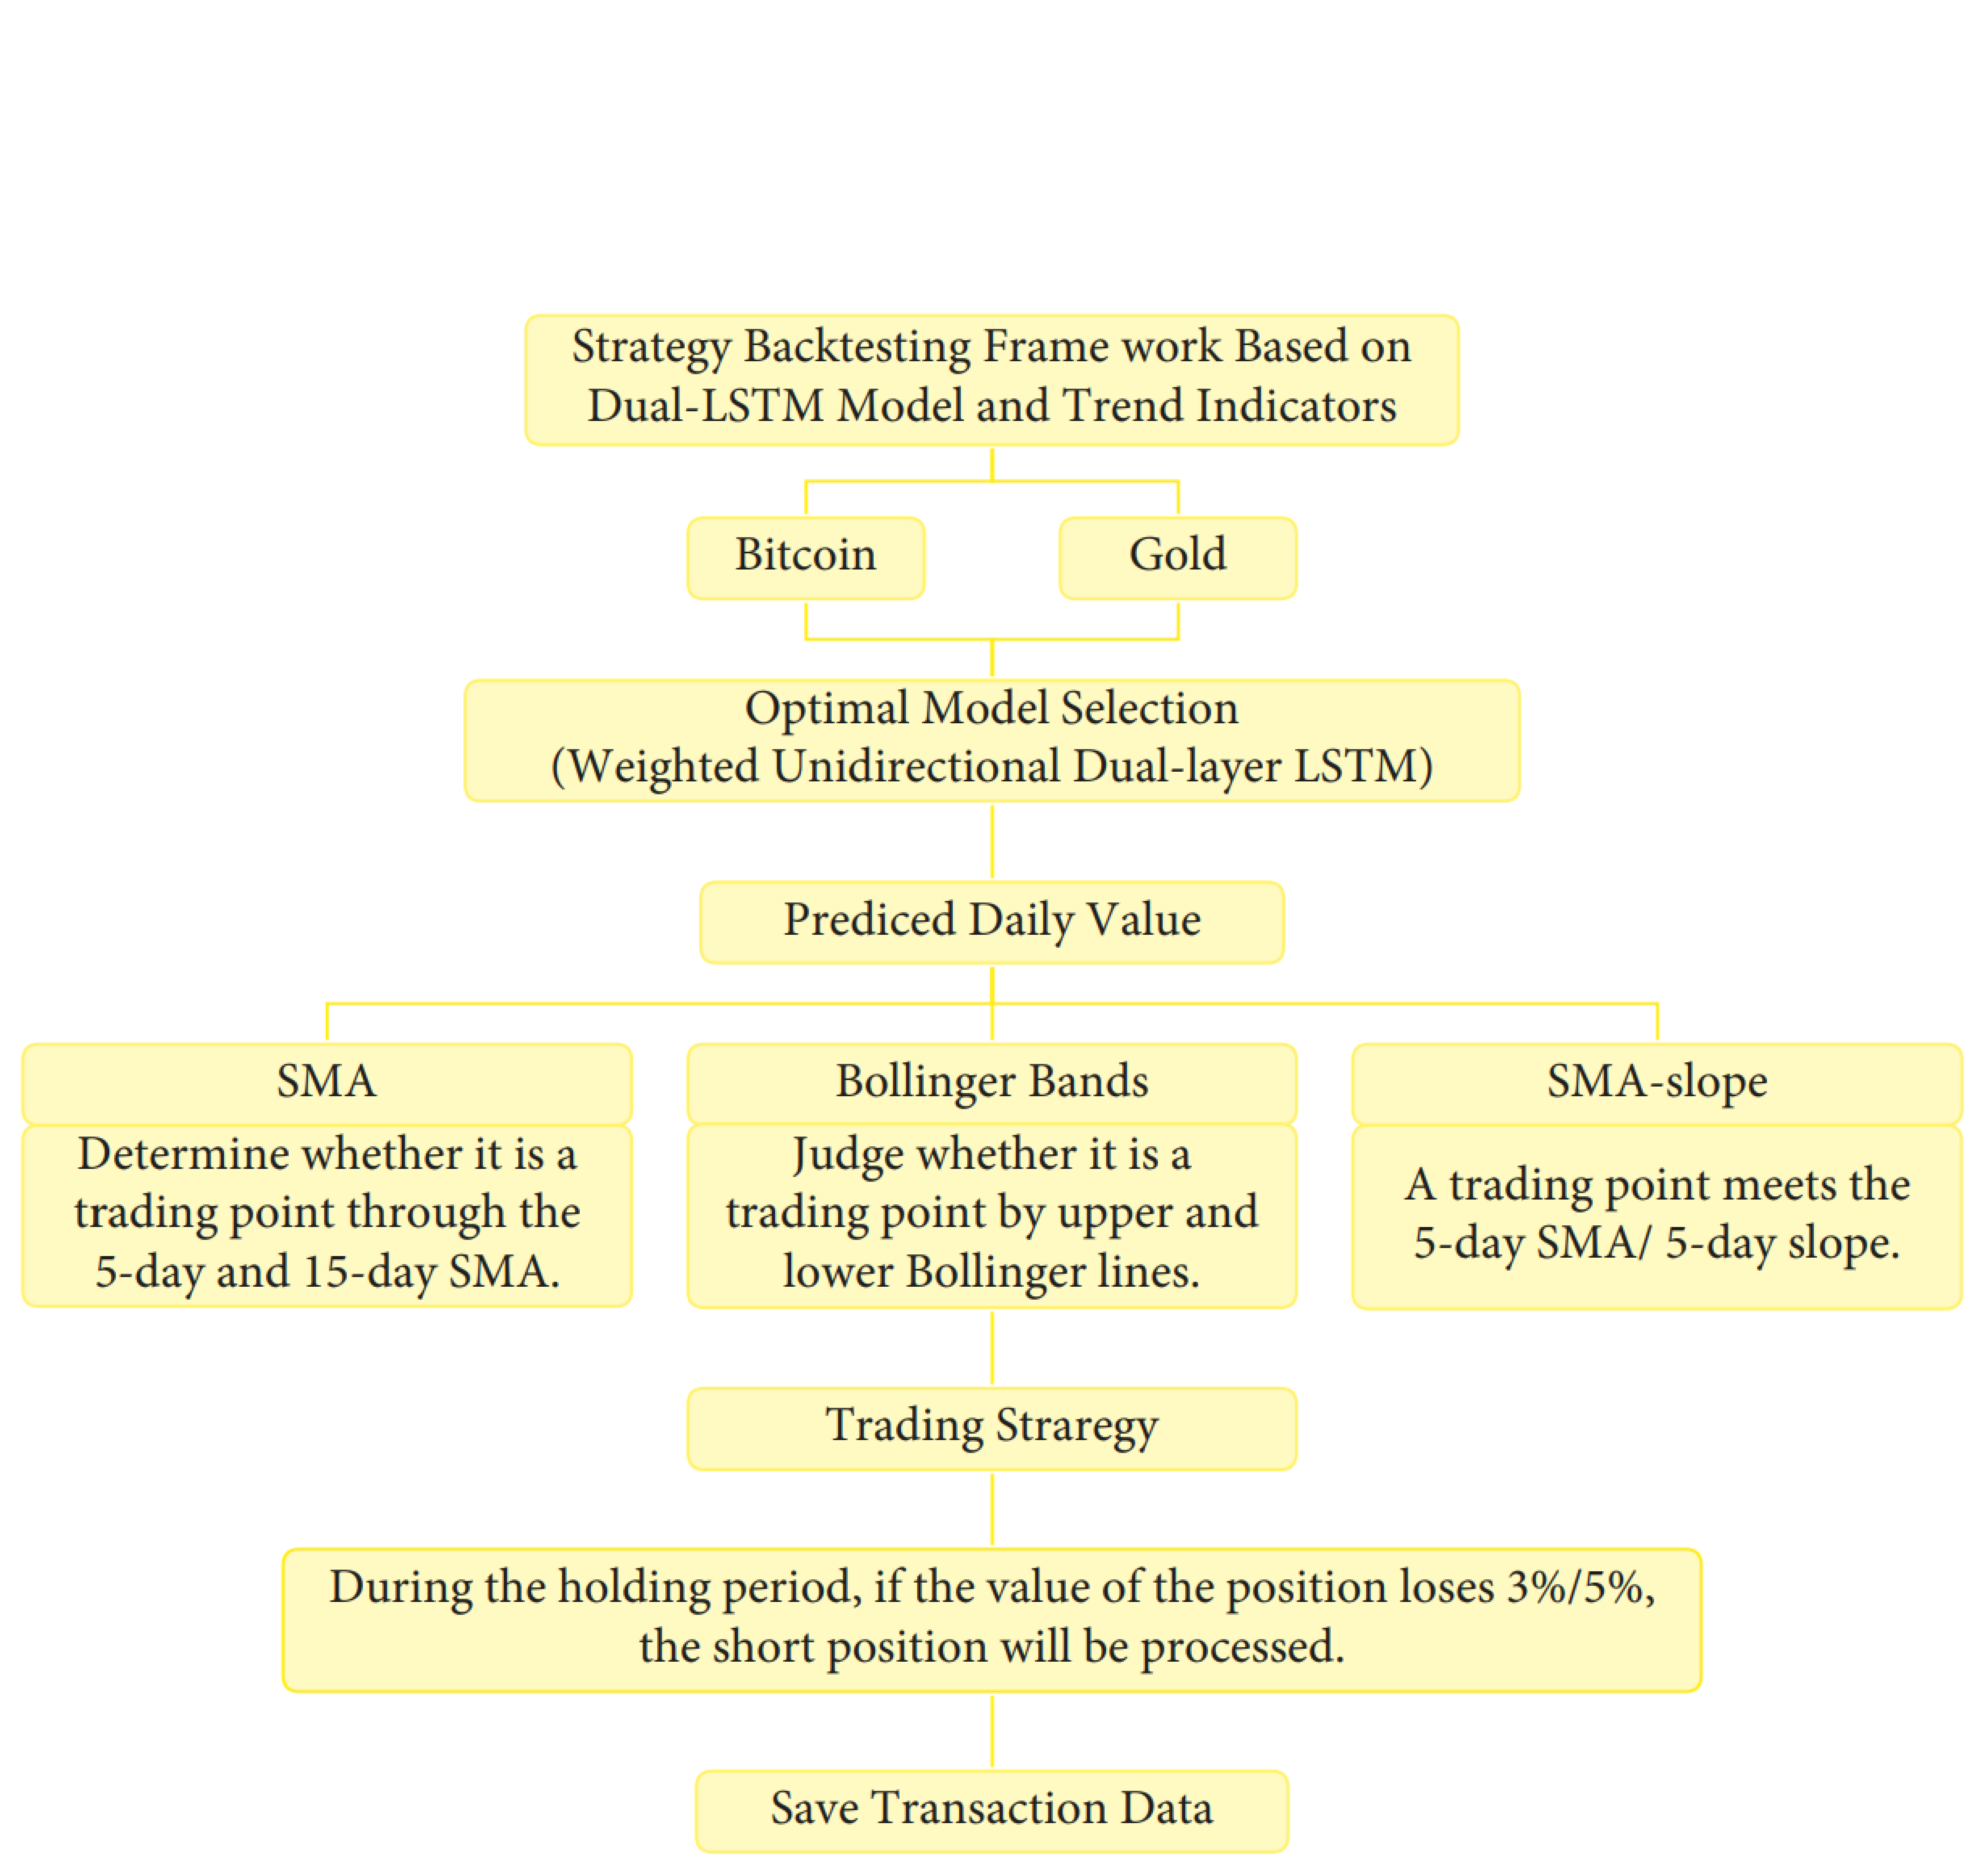 Strategy Backtesting Frame work Based on
Dual-LSTM Model and Trend Indicators
Bitcoin
Gold
Optimal Model Selection
(Weighted Unidirectional Dual-layer LSTM)
Prediced Daily Value
SMA
Determine whether it is a
trading point through the
5-day and 15-day SMA.
Bollinger Bands
Judge whether it is a
trading point by upper and
lower Bollinger lines.
SMA-slope
A trading point meets the
5-day SMA/ 5-day slope.
Trading Straregy
During the holding period, if the value of the position loses 3%/5%,
the short position will be processed.
Save Transaction Data